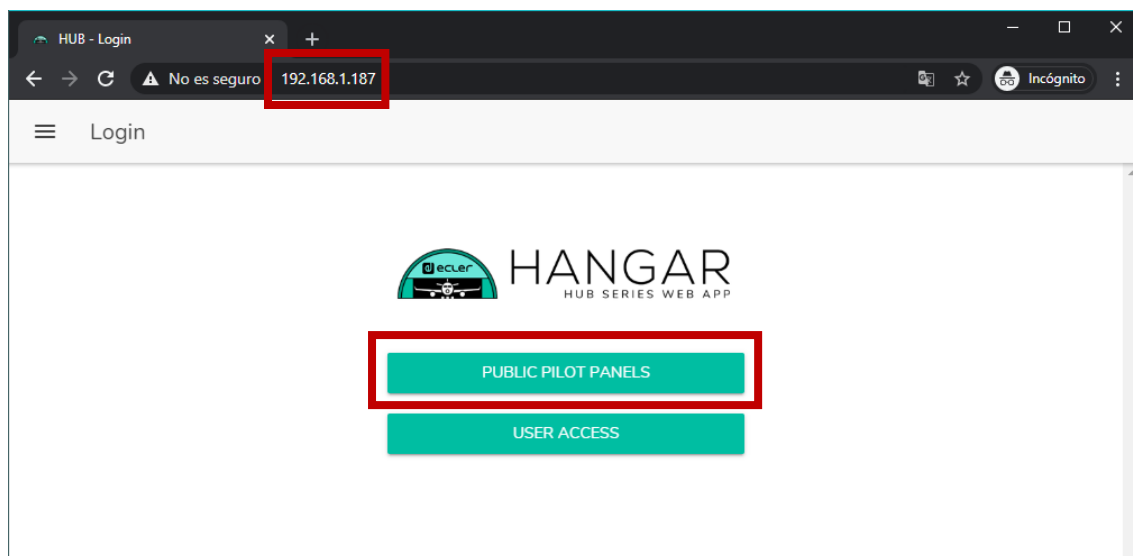 HUB - Login
No es seguro 192.168.1.187 Incógnito
Login
ecler
HANGAR
HUB SERIES WEB APP
PUBLIC PILOT PANELS
USER ACCESS